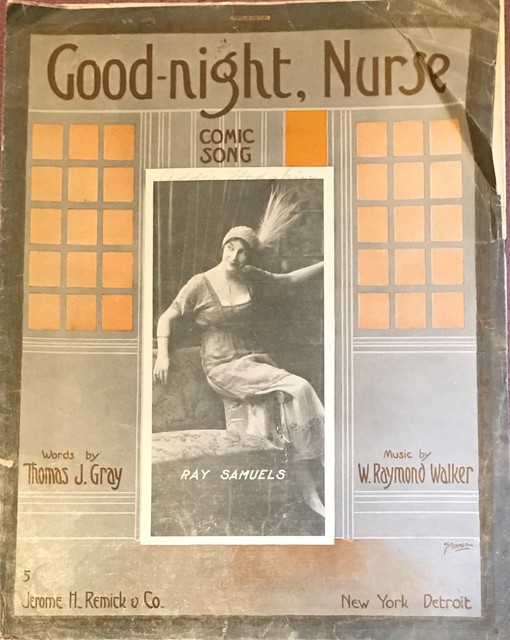 Good-night, Nurse
COMIC
SONG
RAY SAMUELS
Words by
Thomas J. Gray
Music by
W. Raymond Walker
5
Jerome H. Remick & Co.
New York Detroit